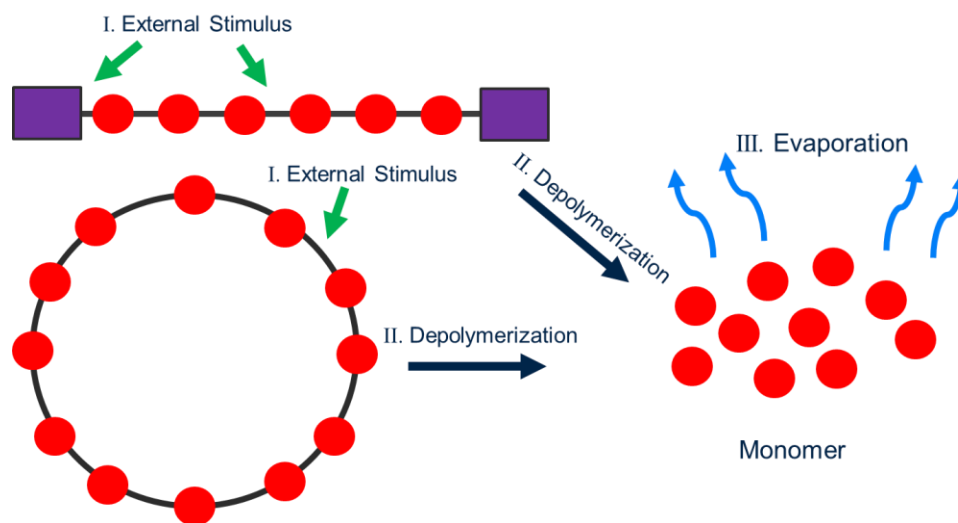 I. External Stimulus
I. External Stimulus
II. Depolymerization
III. Evaporation
II. Depolymerization
Monomer